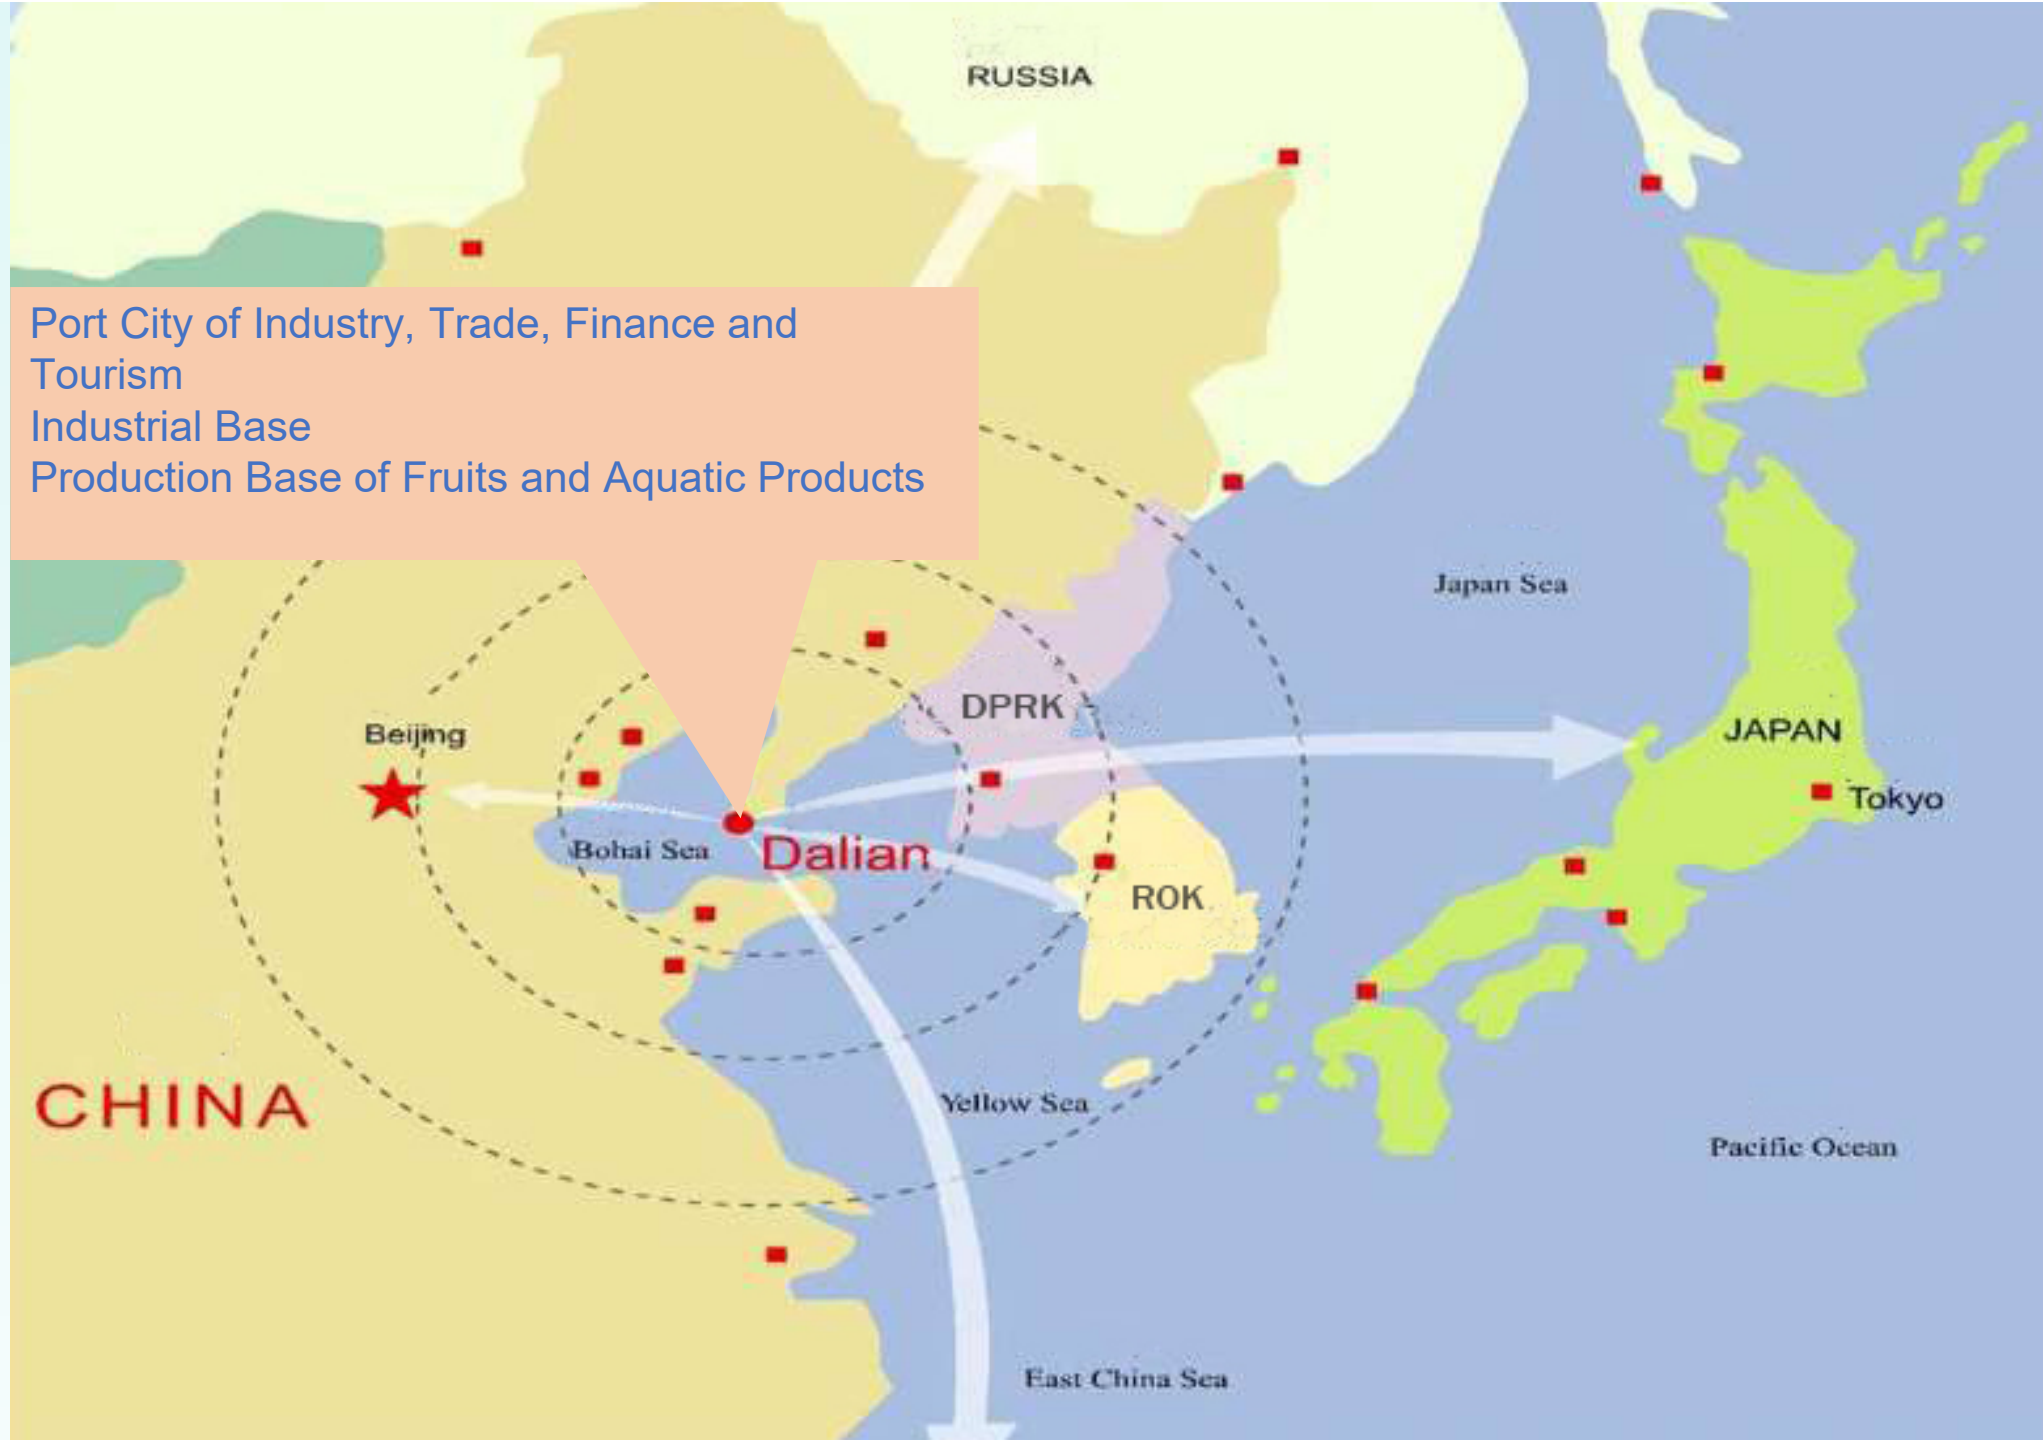 RUSSIA
Port City of Industry, Trade, Finance and
Tourism
Industrial Base
Production Base of Fruits and Aquatic Products
Japan Sea
DPRK
Beijing
JAPAN
Tokyo
Bohai Sea
Dalian
ROK
CHINA
Yellow Sea
Pacific Ocean
East China Sea